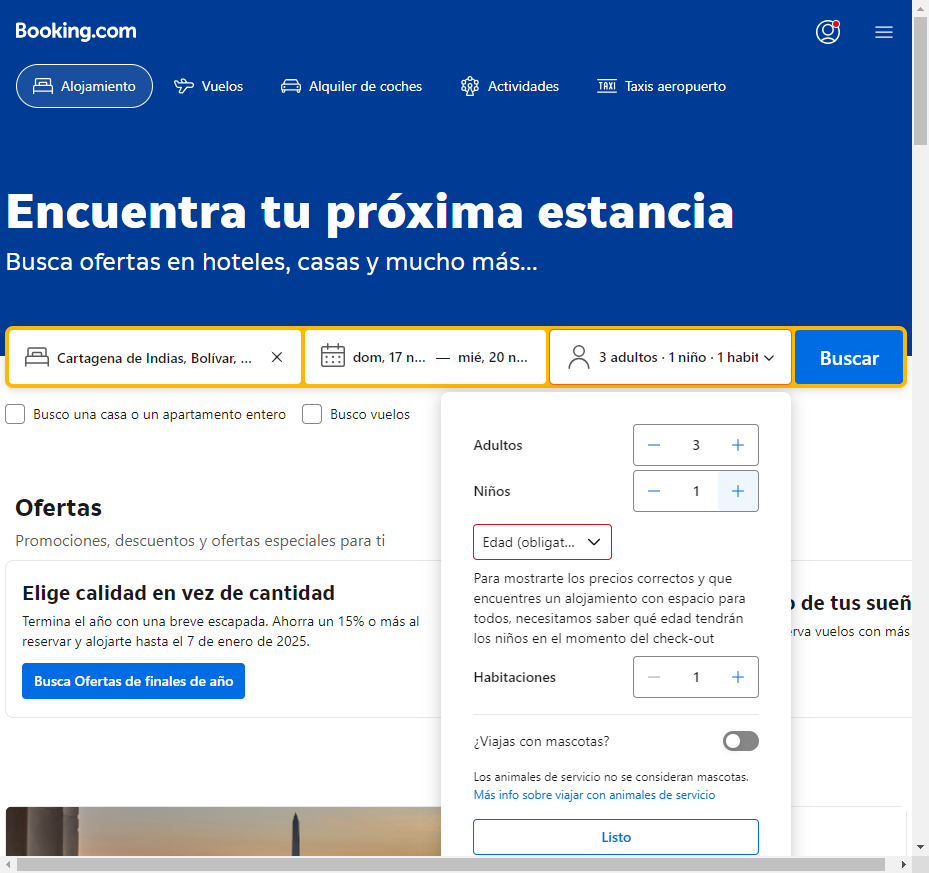 Booking.com
Alojamiento
Vuelos
Alquiler de coches
Actividades
TAXI
Taxis aeropuerto
Encuentra tu próxima estancia
Busca ofertas en hoteles, casas y mucho más...
Cartagena de Indias, Bolívar, ...
dom, 17 n... — mié, 20 n...
3 adultos · 1 niño · 1 habit
Buscar
Busco una casa o un apartamento entero
Busco vuelos
Adultos
3
Niños
1
Edad (obligat...
Para mostrarte los precios correctos y que
encuentres un alojamiento con espacio para
todos, necesitamos saber qué edad tendrán
los niños en el momento del check-out
Habitaciones
1
¿Viajas con mascotas?
Los animales de servicio no se consideran mascotas.
Más info sobre viajar con animales de servicio
Listo
Ofertas
Promociones, descuentos y ofertas especiales para ti
Elige calidad en vez de cantidad
Termina el año con una breve escapada. Ahorra un 15% o más al
reservar y alojarte hasta el 7 de enero de 2025.
Busca Ofertas de finales de año
de tus sueñ
rva vuelos con más